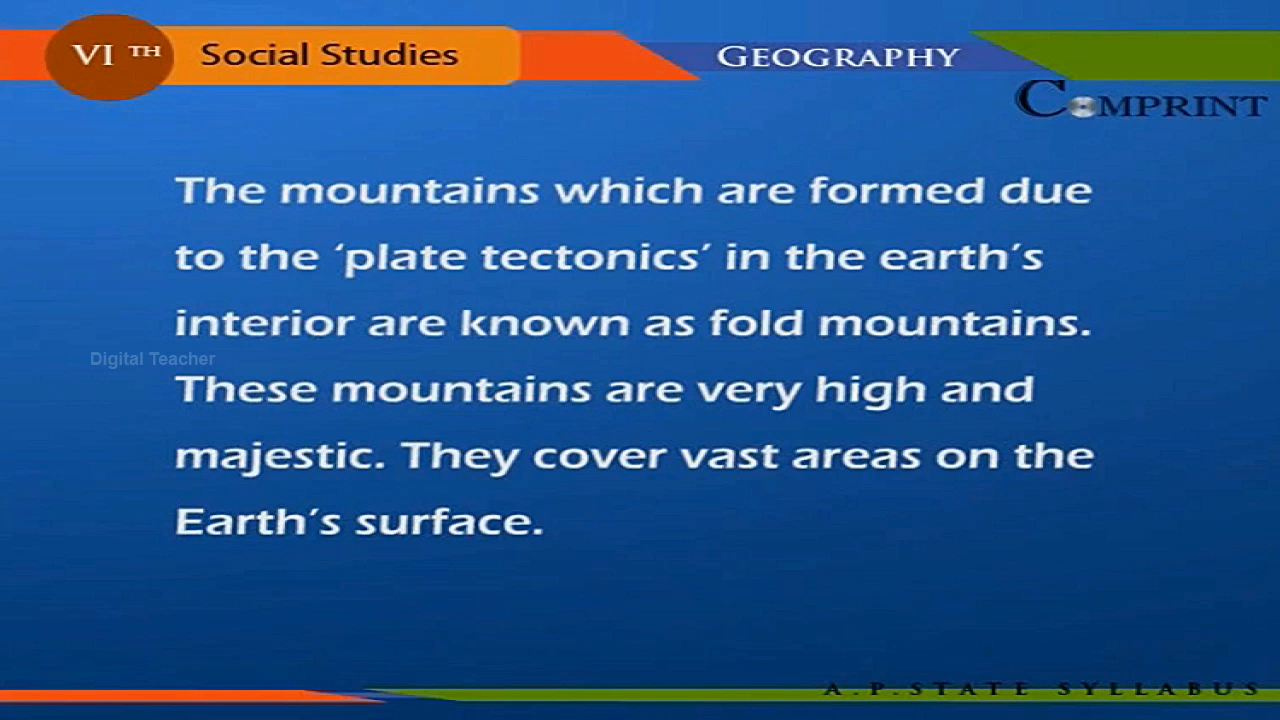 VI TH Social Studies GEOGRAPHY
COMPRINT
The mountains which are formed due
to the ‘plate tectonics’ in the earth’s
interior are known as fold mountains.
Digital Teacher
These mountains are very high and
majestic. They cover vast areas on the
Earth’s surface.
A.P.STATE SYLLABUS